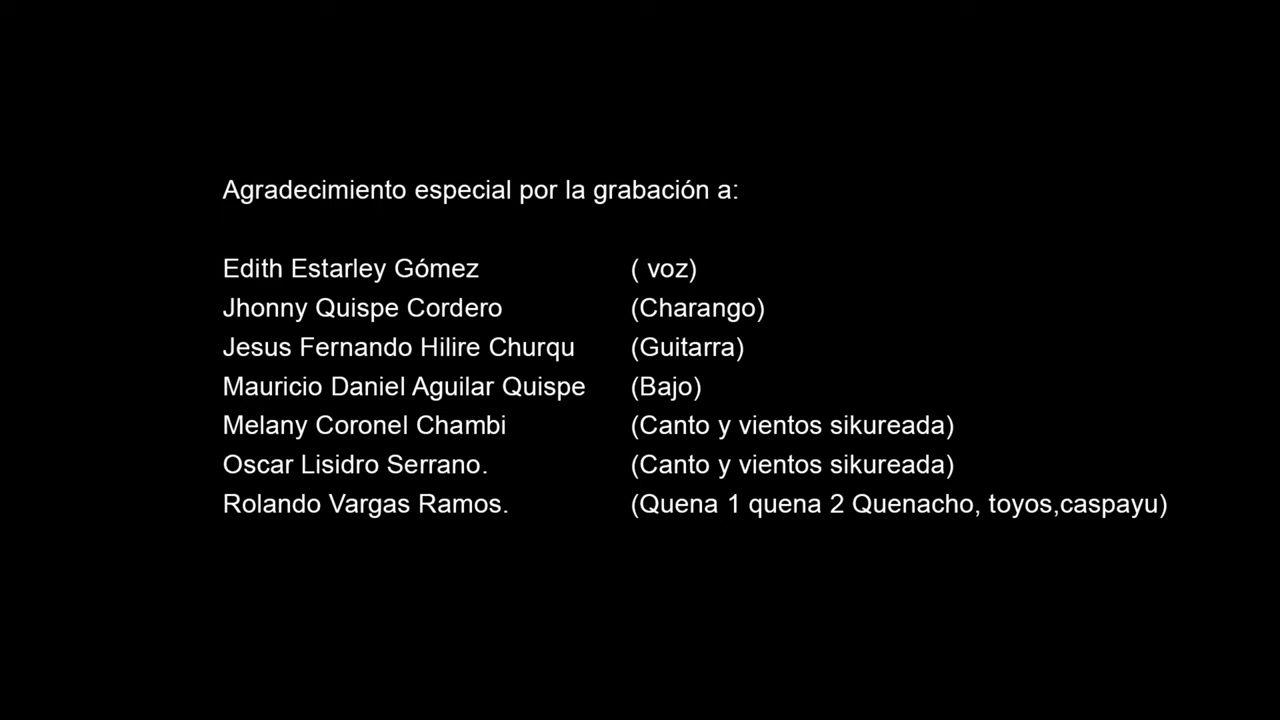 Agradecimiento especial por la grabación a:
Edith Estarley Gómez ( voz)
Jhonny Quispe Cordero (Charango)
Jesus Fernando Hilire Churqu (Guitarra)
Mauricio Daniel Aguilar Quispe (Bajo)
Melany Coronel Chambi (Canto y vientos sikureada)
Oscar Lisidro Serrano. (Canto y vientos sikureada)
Rolando Vargas Ramos. (Quena 1 quena 2 Quenacho, toyos,caspayu)